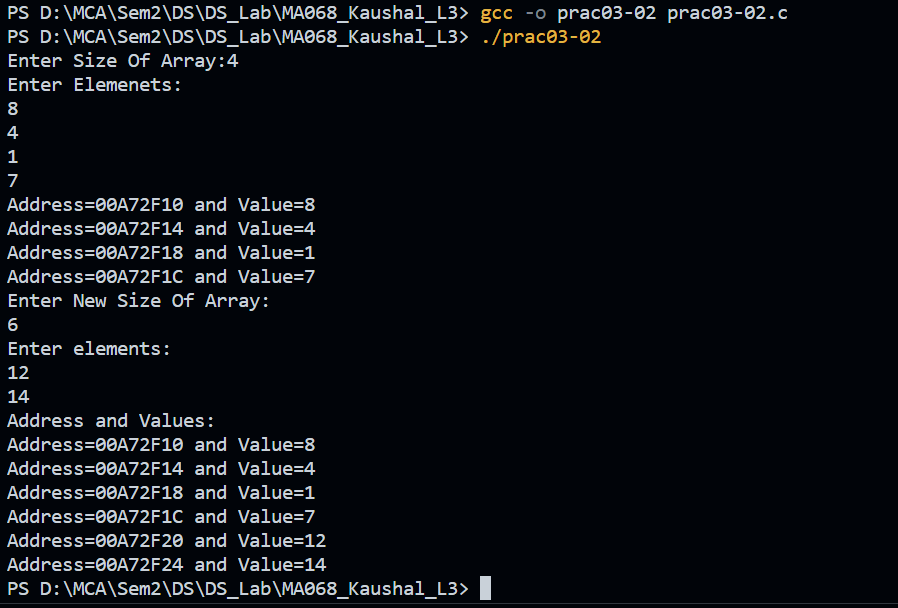 PS D:\MCA\Sem2\DS\DS_Lab\MA068_Kaushal_L3> gcc -o prac03-02 prac03-02.c
PS D:\MCA\Sem2\DS\DS_Lab\MA068_Kaushal_L3> ./prac03-02
Enter Size Of Array:4
Enter Elemenets:
8
4
1
7
Address=00A72F10 and Value=8
Address=00A72F14 and Value=4
Address=00A72F18 and Value=1
Address=00A72F1C and Value=7
Enter New Size Of Array:
6
Enter elements:
12
14
Address and Values:
Address=00A72F10 and Value=8
Address=00A72F14 and Value=4
Address=00A72F18 and Value=1
Address=00A72F1C and Value=7
Address=00A72F20 and Value=12
Address=00A72F24 and Value=14
PS D:\MCA\Sem2\DS\DS_Lab\MA068_Kaushal_L3>